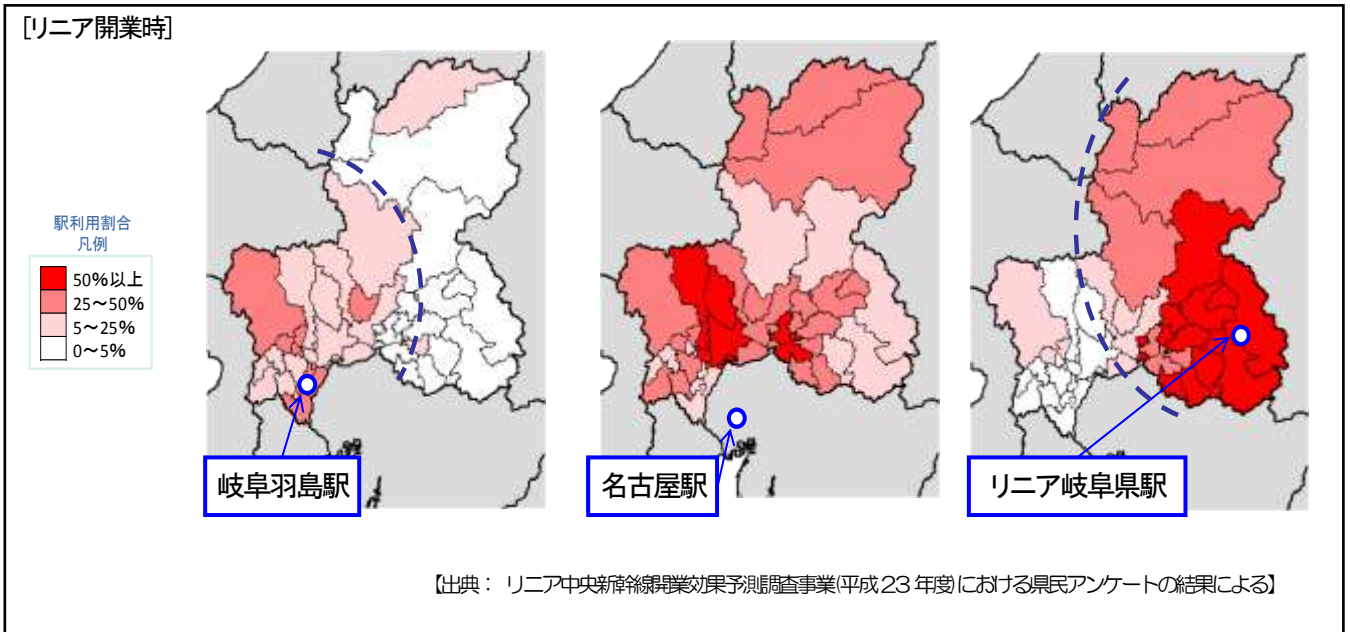 [リニア開業時]
駅利用割合
凡例
50%以上
25～50%
5～25%
0～5%
岐阜羽島駅
名古屋駅
リニア岐阜県駅
【出典： リニア中央新幹線開業効果予測調査事業(平成23年度)における県民アンケートの結果による】